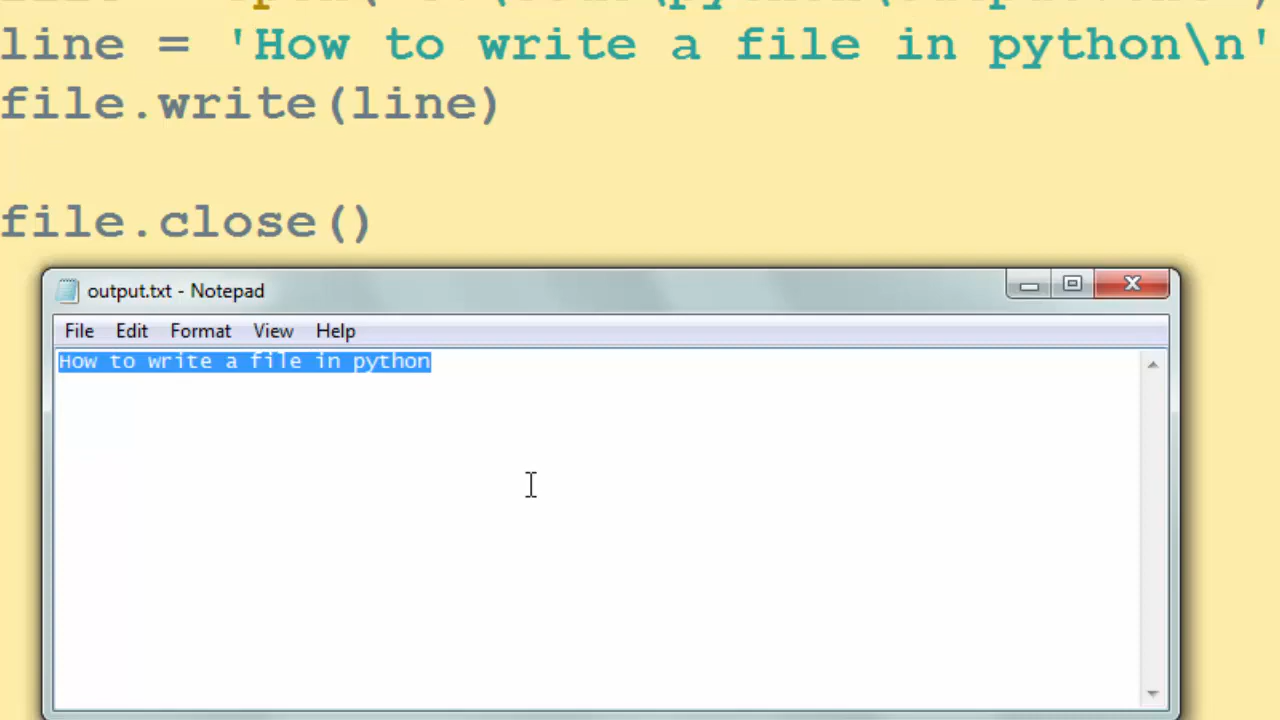 line = 'How to write a file in python\n'
file.write(line)
file.close()
output.txt - Notepad
File Edit Format View Help
How to write a file in python